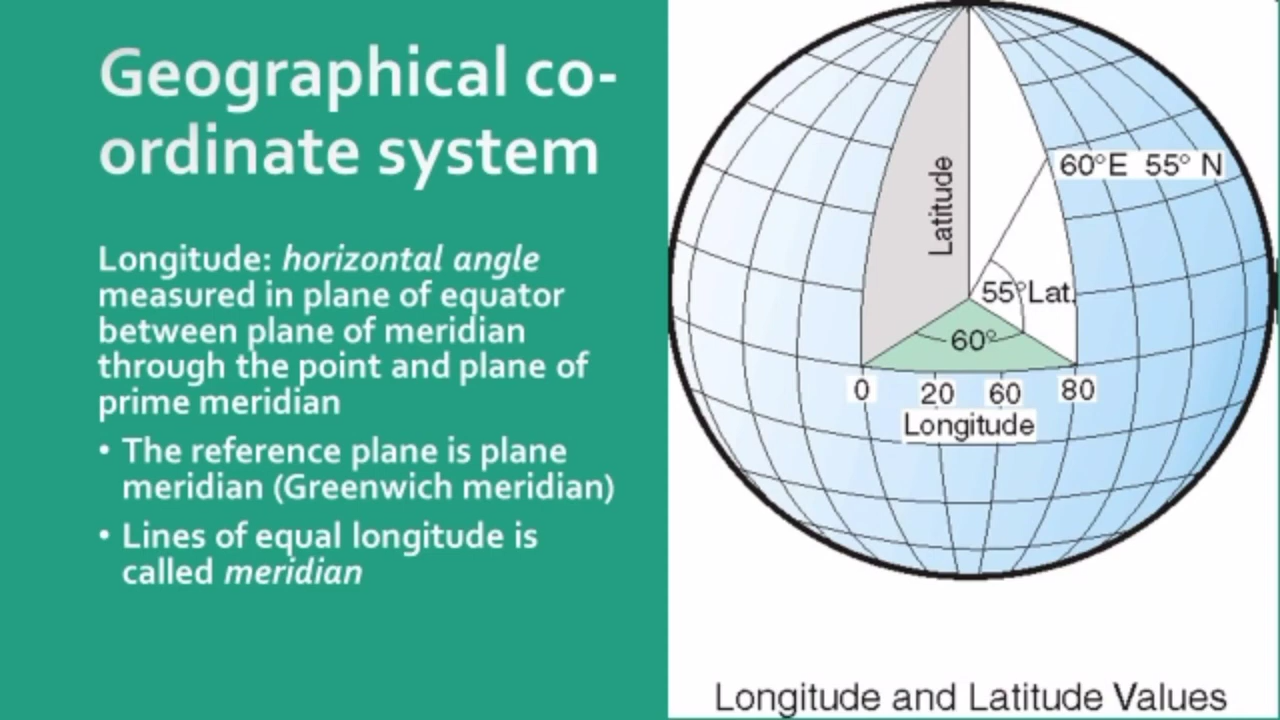 Geographical co-
ordinate system
Longitude: horizontal angle
measured in plane of equator
between plane of meridian
through the point and plane of
prime meridian
• The reference plane is plane
meridian (Greenwich meridian)
• Lines of equal longitude is
called meridian
Latitude
60°E 55° N
55°Lat.
60°
0 20 60 80
Longitude
Longitude and Latitude Values